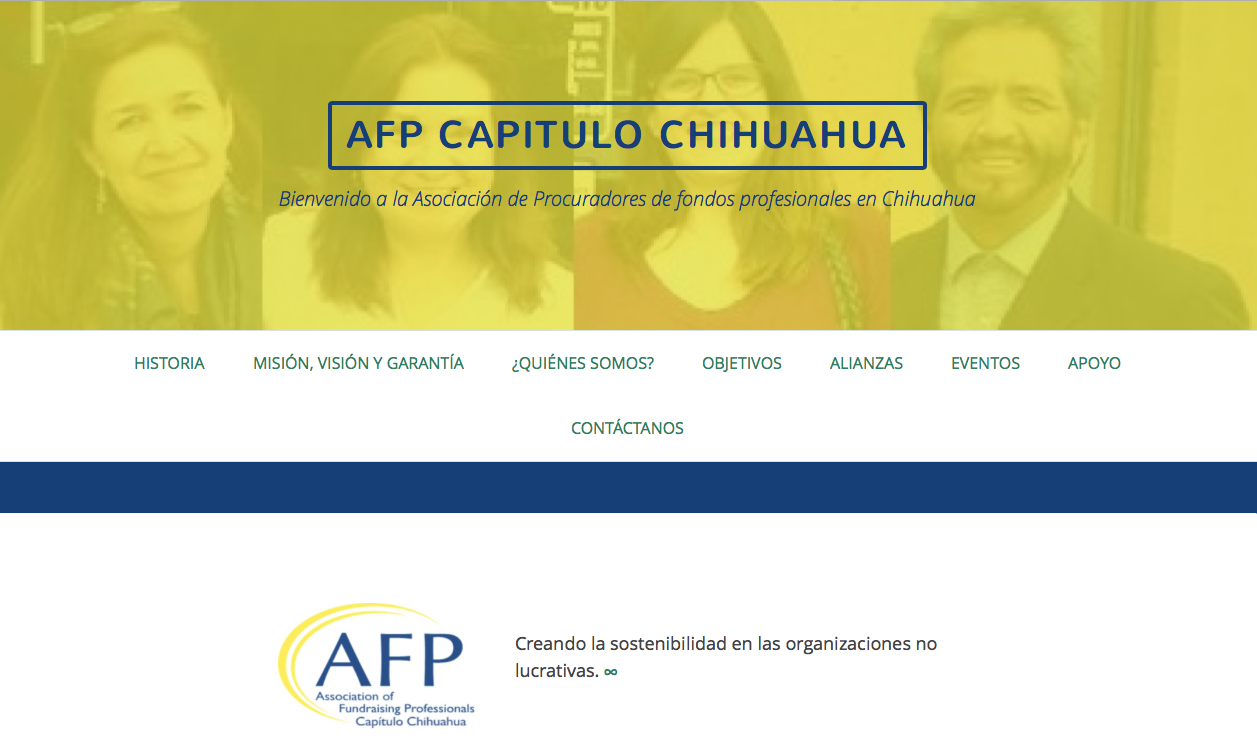 AFP CAPITULO CHIHUAHUA
Bienvenido a la Asociación de Procuradores de fondos profesionales en Chihuahua
HISTORIA MISIÓN, VISIÓN Y GARANTÍA ¿QUIÉNES SOMOS? OBJETIVOS ALIANZAS EVENTOS APOYO
CONTÁCTANOS
AFP
Association of
Fundraising Professionals
Capítulo Chihuahua
Creando la sostenibilidad en las organizaciones no
lucrativas. ∞